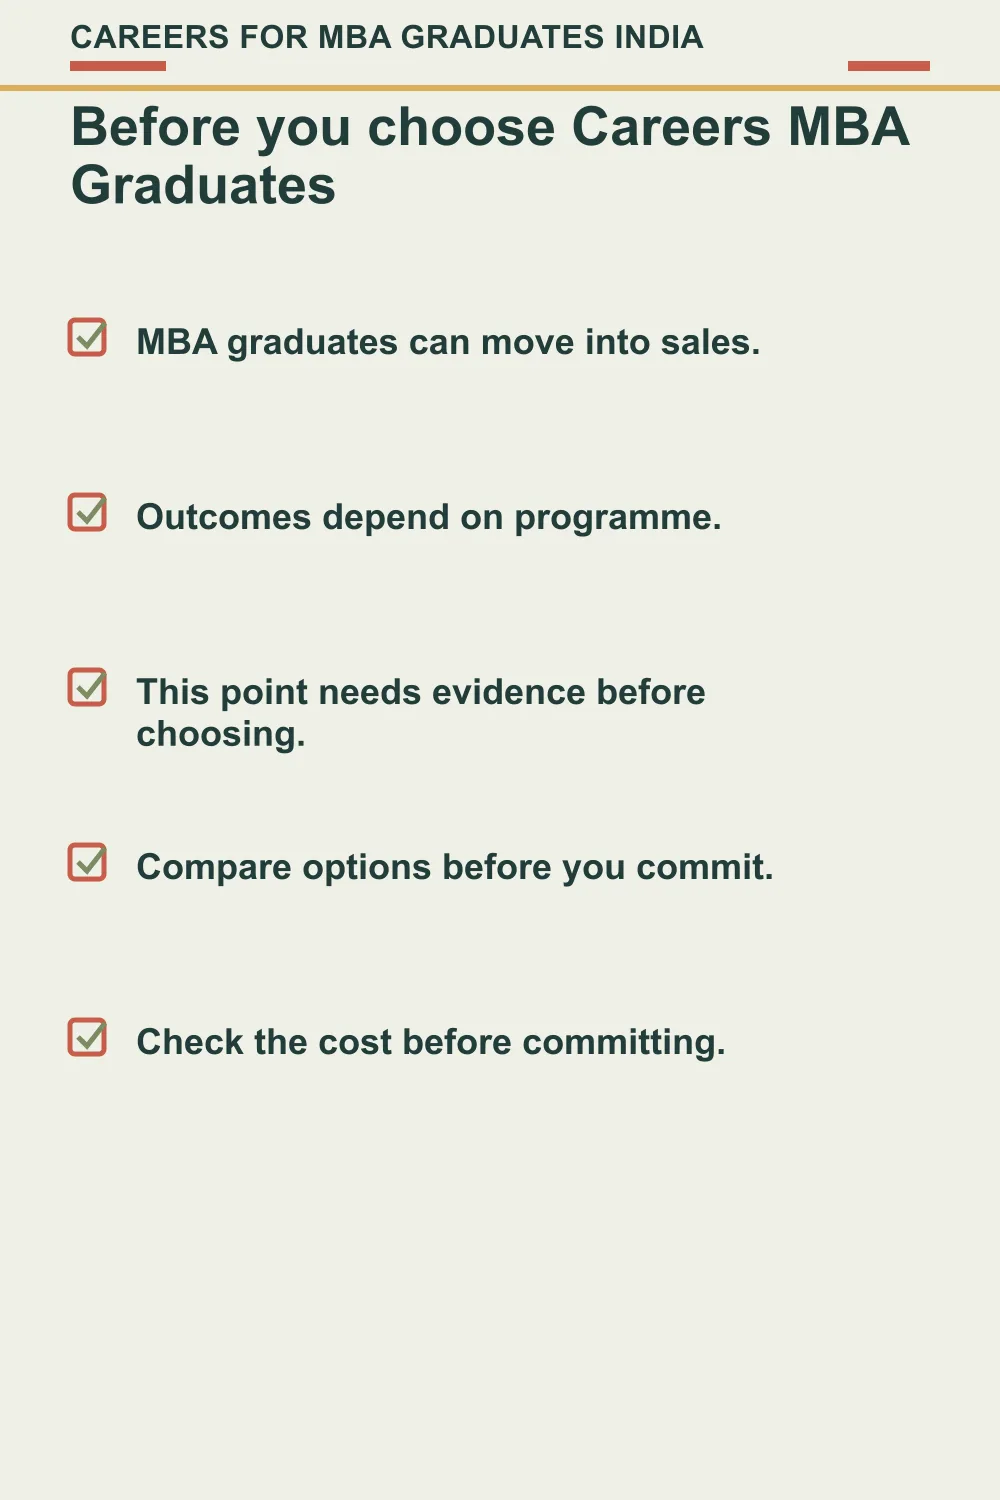 CAREERS FOR MBA GRADUATES INDIA
Before you choose Careers MBA
Graduates
MBA graduates can move into sales.
Outcomes depend on programme.
This point needs evidence before
choosing.
Compare options before you commit.
Check the cost before committing.